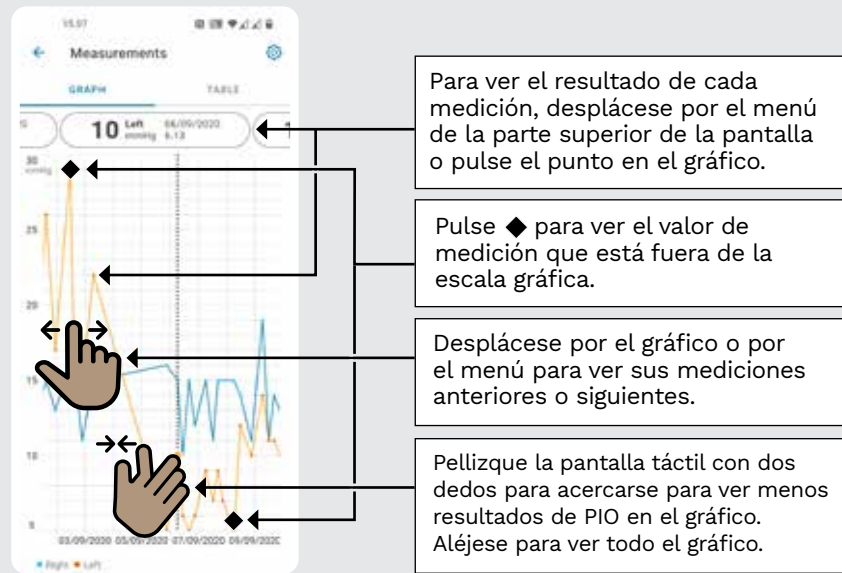 15.07
Measurements
GRAPH TABLE
10 Left mmHg 06/09/2020 6.13
30
mmHg
25
20
15
10
5
03/09/2020 05/09/2020 07/09/2020 09/09/2020
Right Left
Para ver el resultado de cada
medición, desplácese por el menú
de la parte superior de la pantalla
o pulse el punto en el gráfico.
Pulse ◆ para ver el valor de
medición que está fuera de la
escala gráfica.
Desplácese por el gráfico o por
el menú para ver sus mediciones
anteriores o siguientes.
Pellizque la pantalla táctil con dos
dedos para acercarse para ver menos
resultados de PIO en el gráfico.
Aléjese para ver todo el gráfico.